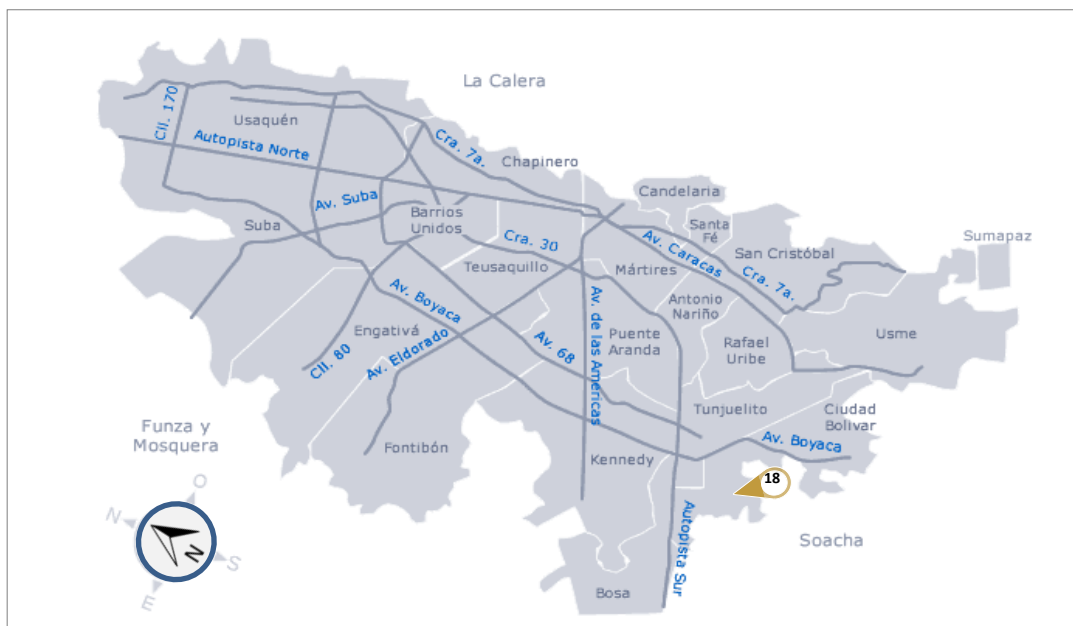 La Calera
Cll. 170
Usaquén
Autopista Norte
Cra. 7a.
Chapinero
Candelaria
Av. Suba
Suba
Barrios
Unidos
Santa
Fé
Cra. 30
Av. Caracas
San Cristóbal
Sumapaz
Teusaquillo
Mártires
Cra. 7a.
Av. Boyaca
Antonio
Nariño
Engativá
Av. 68
Av. de las Américas
Puente
Aranda
Rafael
Uribe
Usme
Cll. 80
Av. Eldorado
Tunjuelito
Ciudad
Bolivar
Funza y
Mosquera
Fontibón
Av. Boyaca
Kennedy
18
O
N
S
E
N
Autopista Sur
Soacha
Bosa